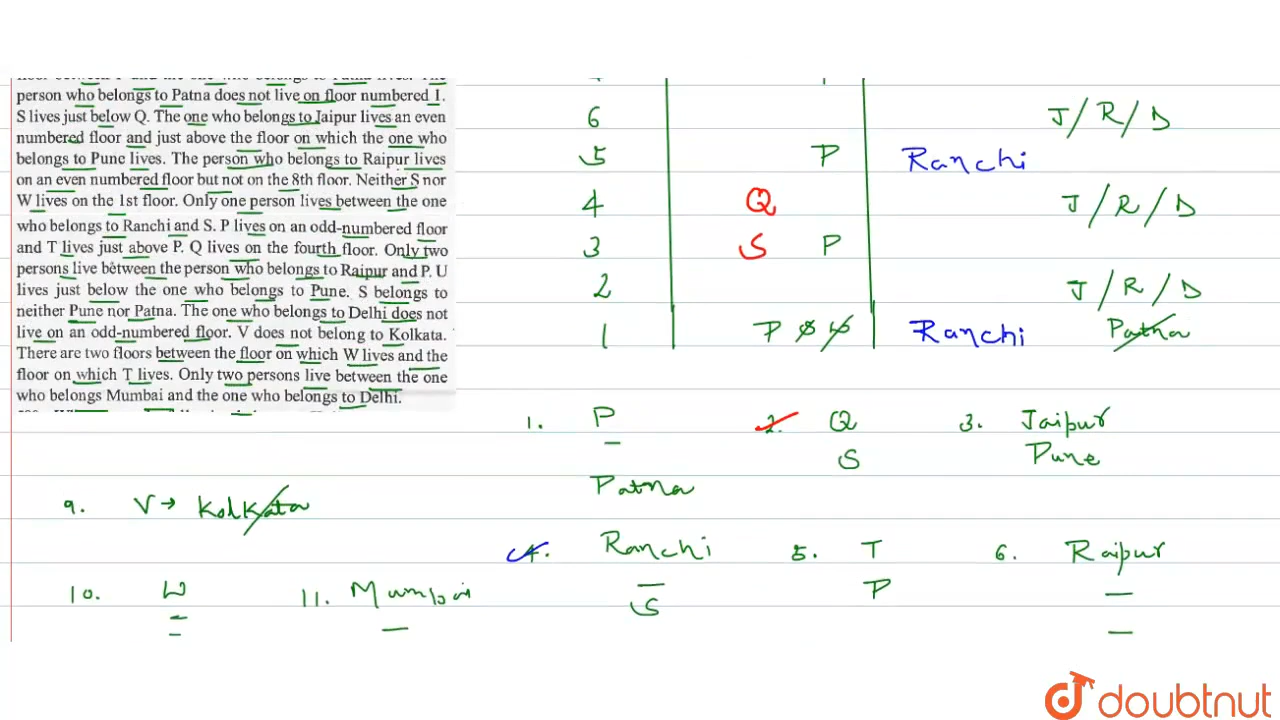 floor between P and the one who belongs to Patna lives. The
person who belongs to Patna does not live on floor numbered 1.
S lives just below Q. The one who belongs to Jaipur lives an even
numbered floor and just above the floor on which the one who
belongs to Pune lives. The person who belongs to Raipur lives
on an even numbered floor but not on the 8th floor. Neither S nor
W lives on the 1st floor. Only one person lives between the one
who belongs to Ranchi and S. P lives on an odd-numbered floor
and T lives just above P. Q lives on the fourth floor. Only two
persons live between the person who belongs to Raipur and P. U
lives just below the one who belongs to Pune. S belongs to
neither Pune nor Patna. The one who belongs to Delhi does not
live on an odd-numbered floor. V does not belong to Kolkata.
There are two floors between the floor on which W lives and the
floor on which T lives. Only two persons live between the one
who belongs Mumbai and the one who belongs to Delhi.
6 J/R/D
5 P Ranchi
4 Q J/R/D
3 S P
2 J/R/D
1 P S W Ranchi Patna
1. P 2. Q 3. Jaipur
S Pune
Patna
9. V→ Kolkata
4. Ranchi 5. T 6. Raipur
S P
10. W 11. Mumbai
doubtnut